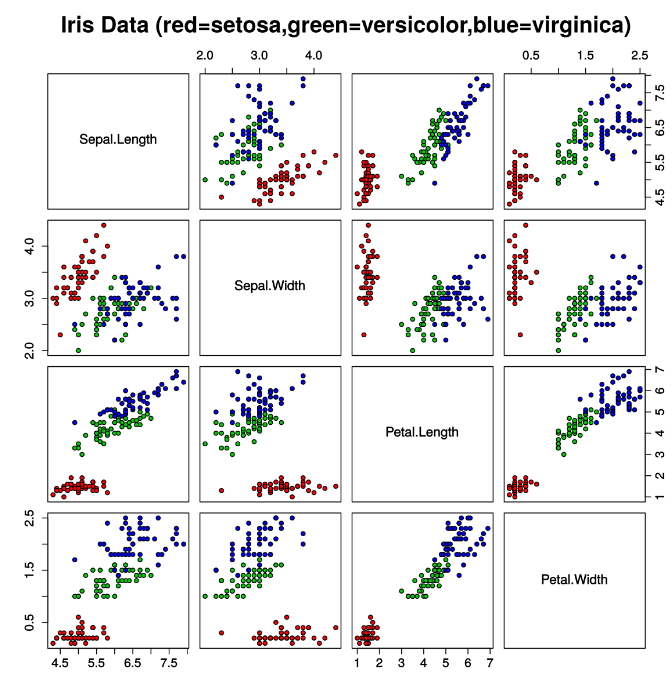 Iris Data (red=setosa,green=versicolor,blue=virginica)
2.0 3.0 4.0 0.5 1.5 2.5
Sepal.Length
4.5 5.5 6.5 7.5
2.0 3.0 4.0
Sepal.Width
Petal.Length
1 2 3 4 5 6 7
0.5 1.5 2.5
Petal.Width
4.5 5.5 6.5 7.5 1 2 3 4 5 6 7